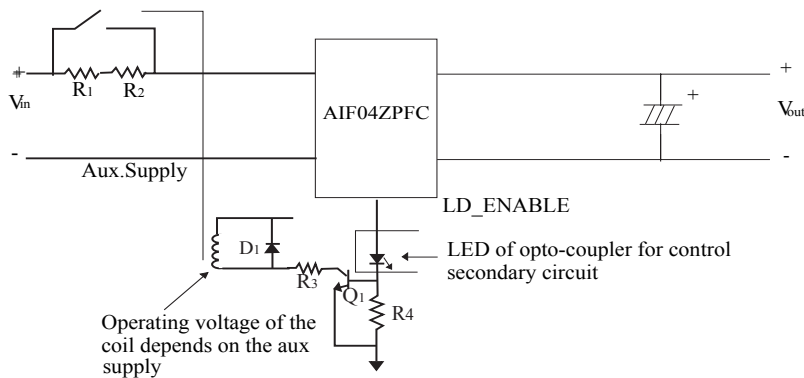 +
R1
R2
Vin
-
Aux.Supply
AIF04ZPFC
+
+
Vout
-
LD_ENABLE
D1
R3
Q1
R4
LED of opto-coupler for control
secondary circuit
Operating voltage of the
coil depends on the aux
supply